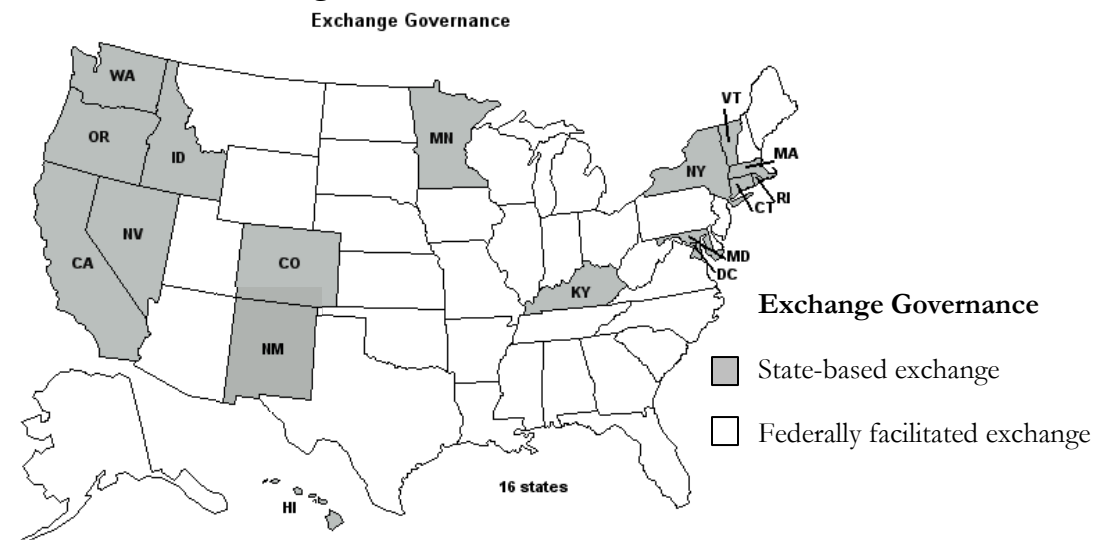 Exchange Governance
WA
OR
ID
MN
VT
MA
NY
RI
CT
NV
CA
CO
MD
DC
KY
NM
HI
16 states
Exchange Governance
State-based exchange
Federally facilitated exchange